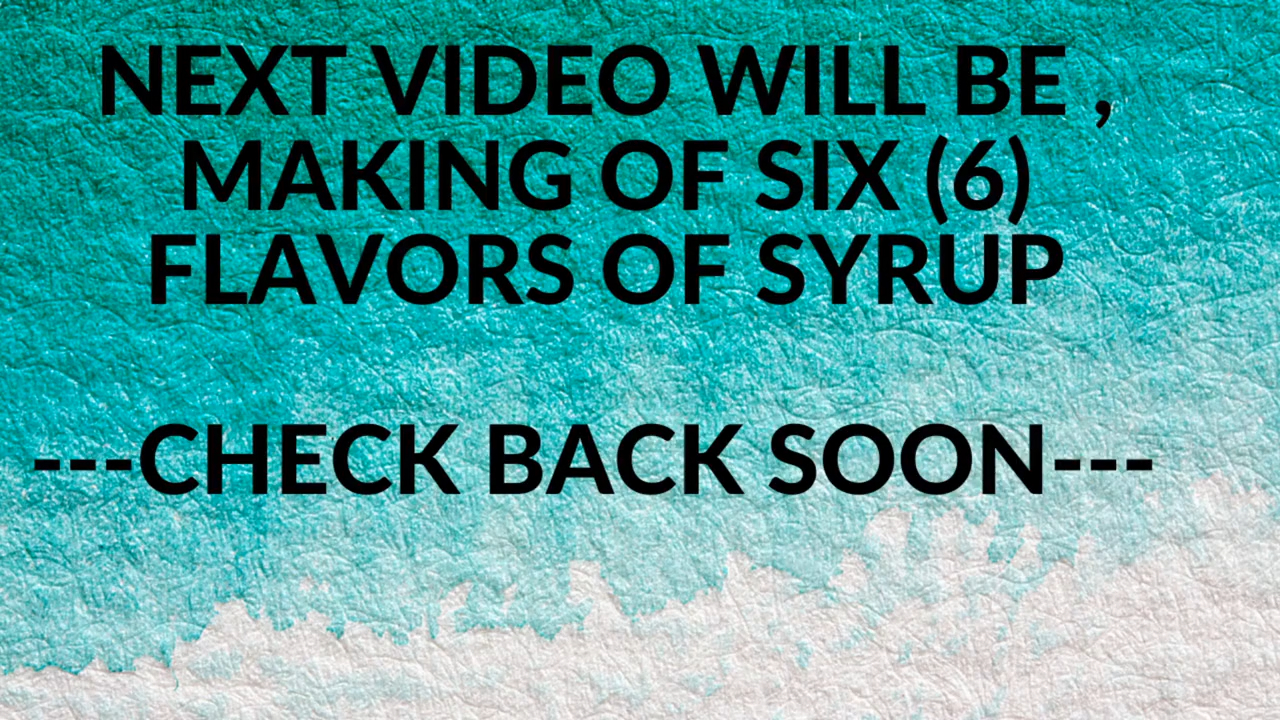 NEXT VIDEO WILL BE ,
MAKING OF SIX (6)
FLAVORS OF SYRUP
---CHECK BACK SOON---